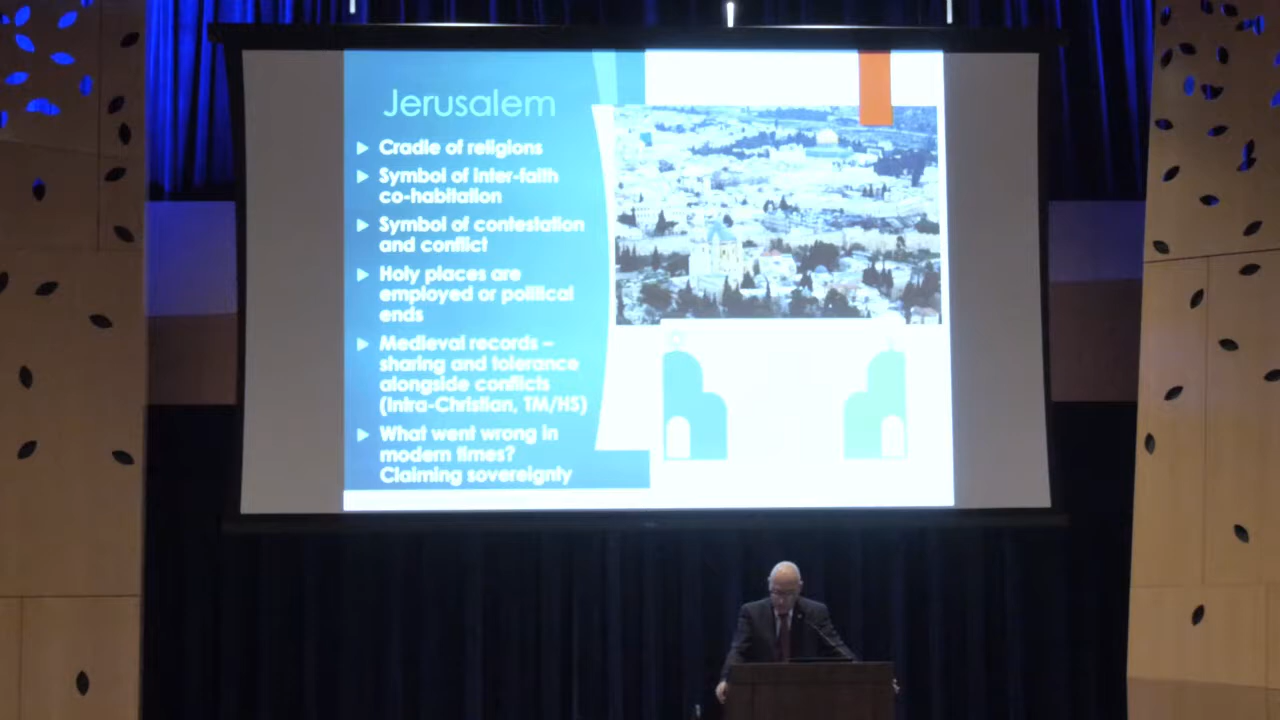 Jerusalem
Cradle of religions
Symbol of inter-faith
co-habitation
Symbol of contestation
and conflict
Holy places are
employed or political
ends
Medieval records –
sharing and tolerance
alongside conflicts
(Intra-Christian, TM/HS)
What went wrong in
modern times?
Claiming sovereignty